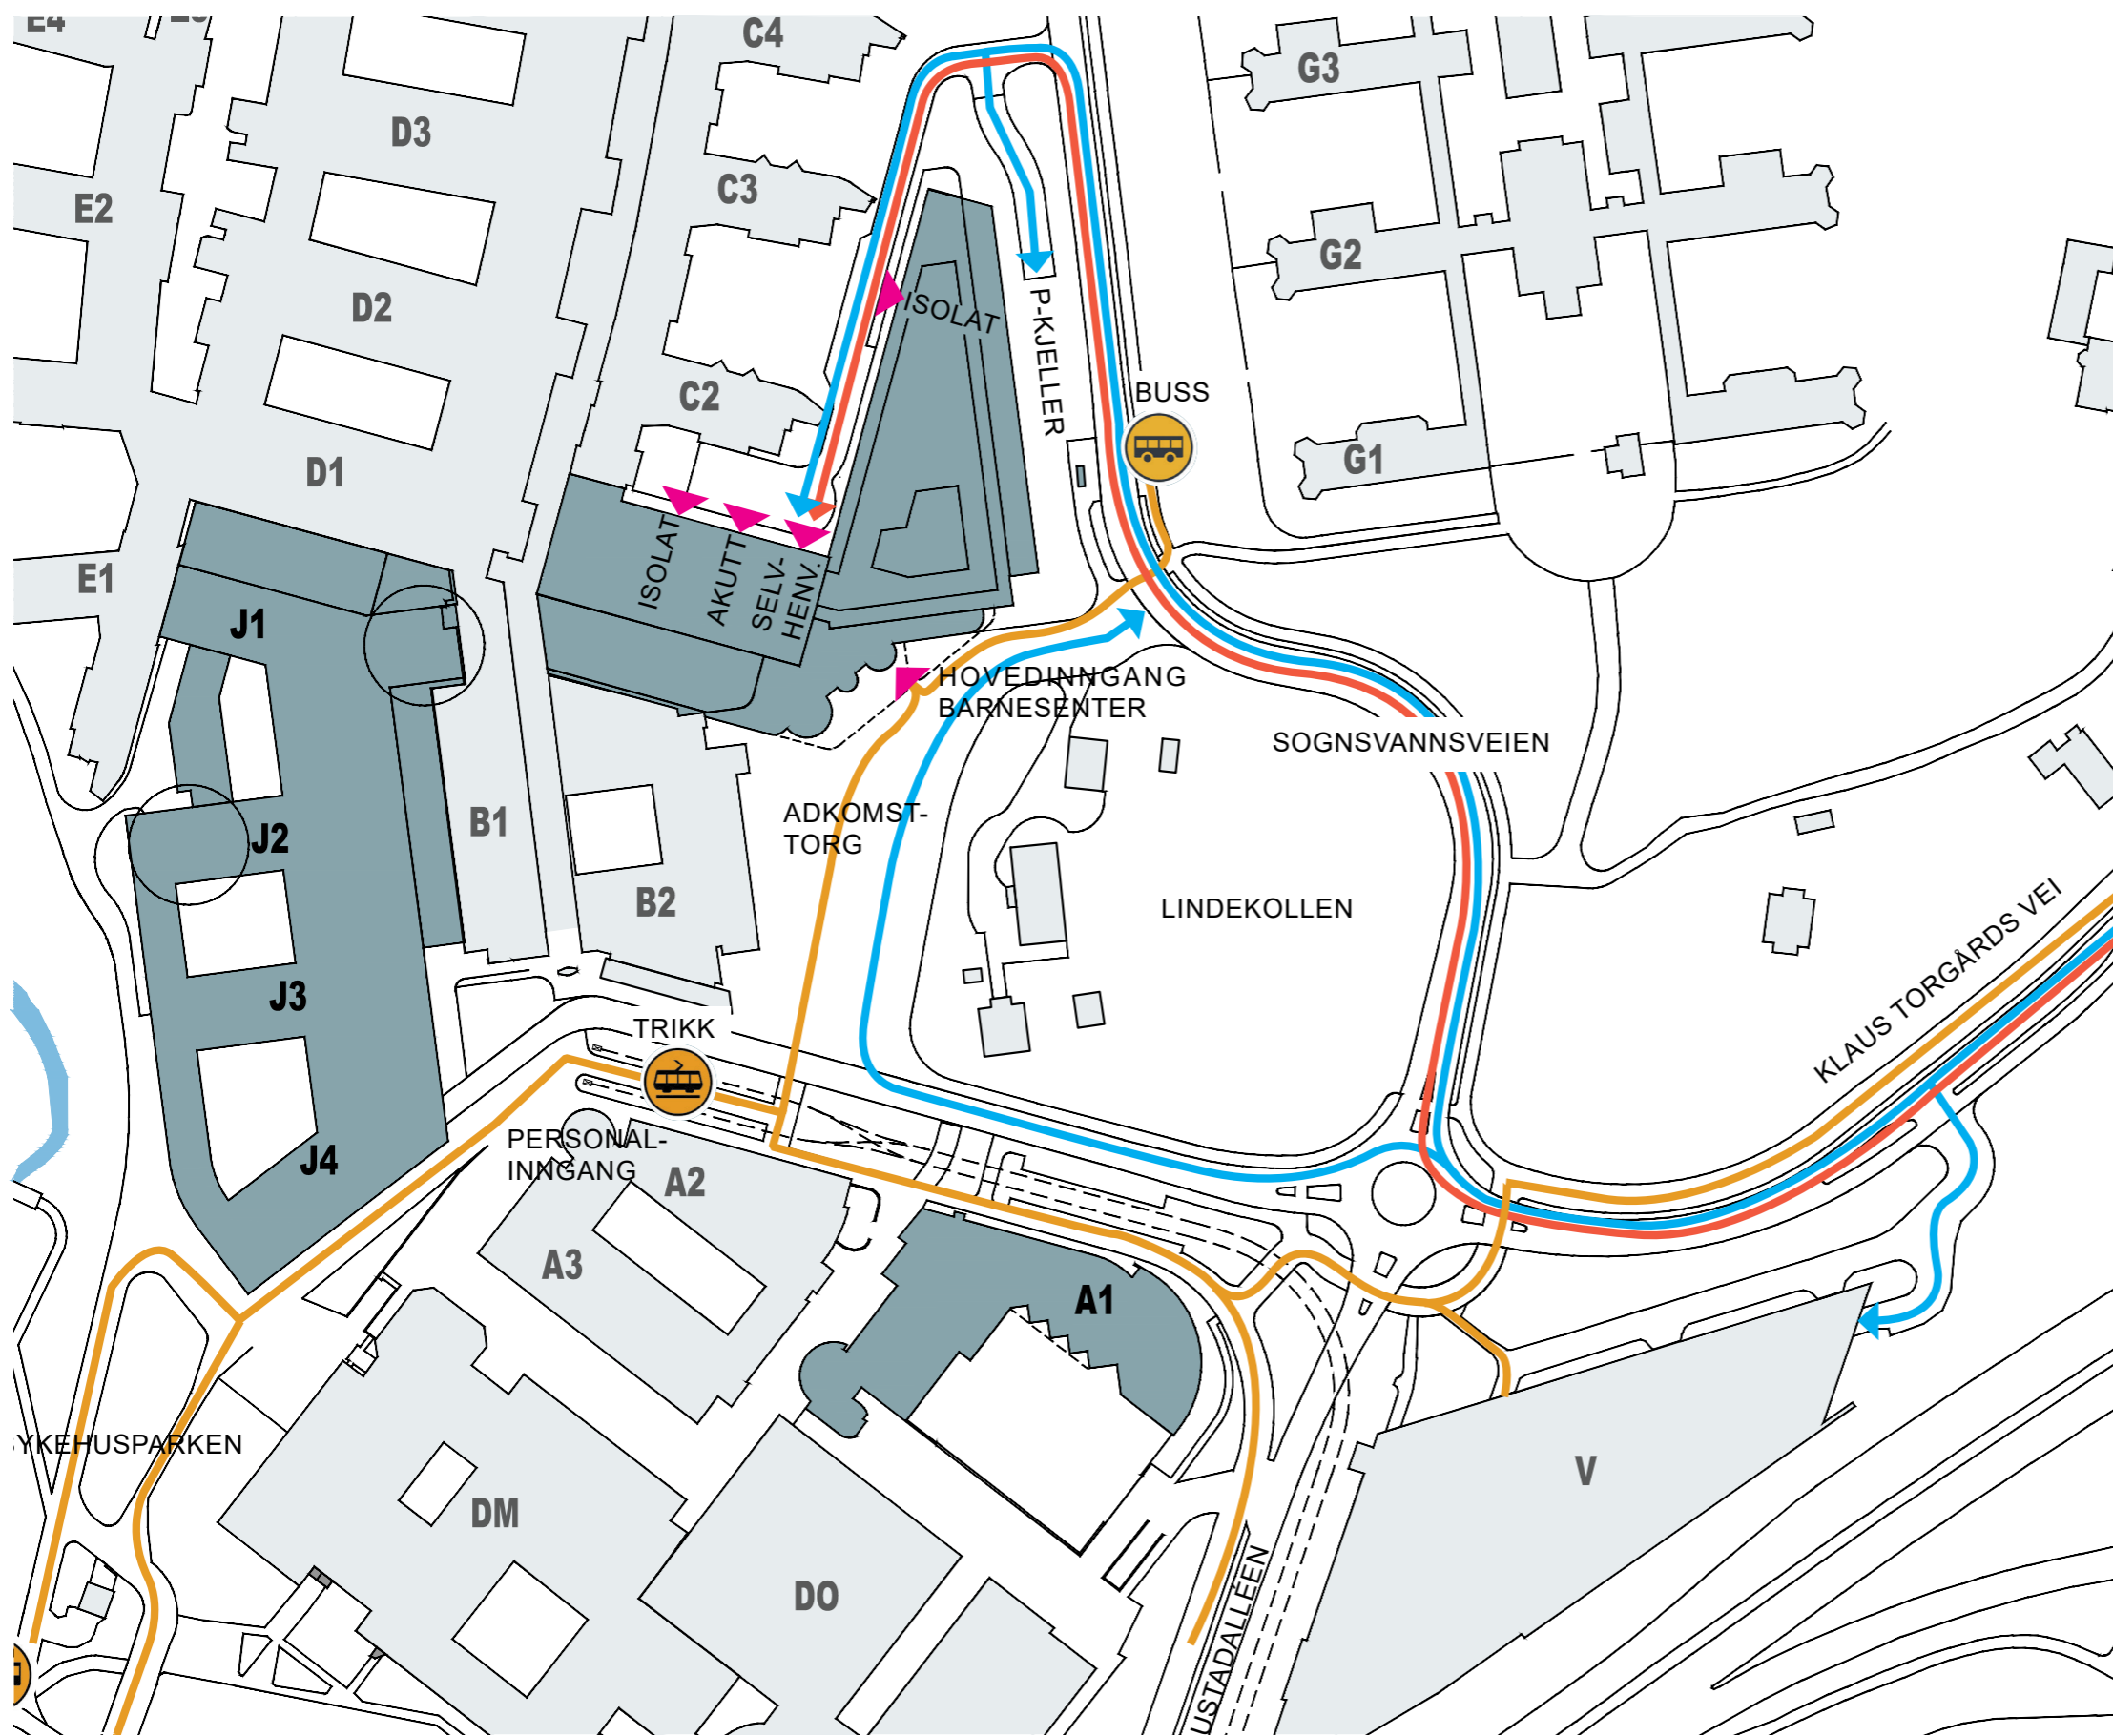 E4
C4
G3
D3
C3
E2
G2
D2
ISOLAT
P-KJELLER
BUSS
C2
G1
D1
ISOLAT
AKUTT
SELV-
HENV.
E1
J1
HOVEDINNGANG
BARNESENTER
SOGNSVANNSVEIEN
ADKOMST-
TORG
J2
B1
B2
LINDEKOLLEN
KLAUS TORGÅRDS VEI
J3
TRIKK
PERSONAL-
INNGANG
J4
A2
A3
A1
YKEHUSPARKEN
V
DM
DO
USTADALLÉEN